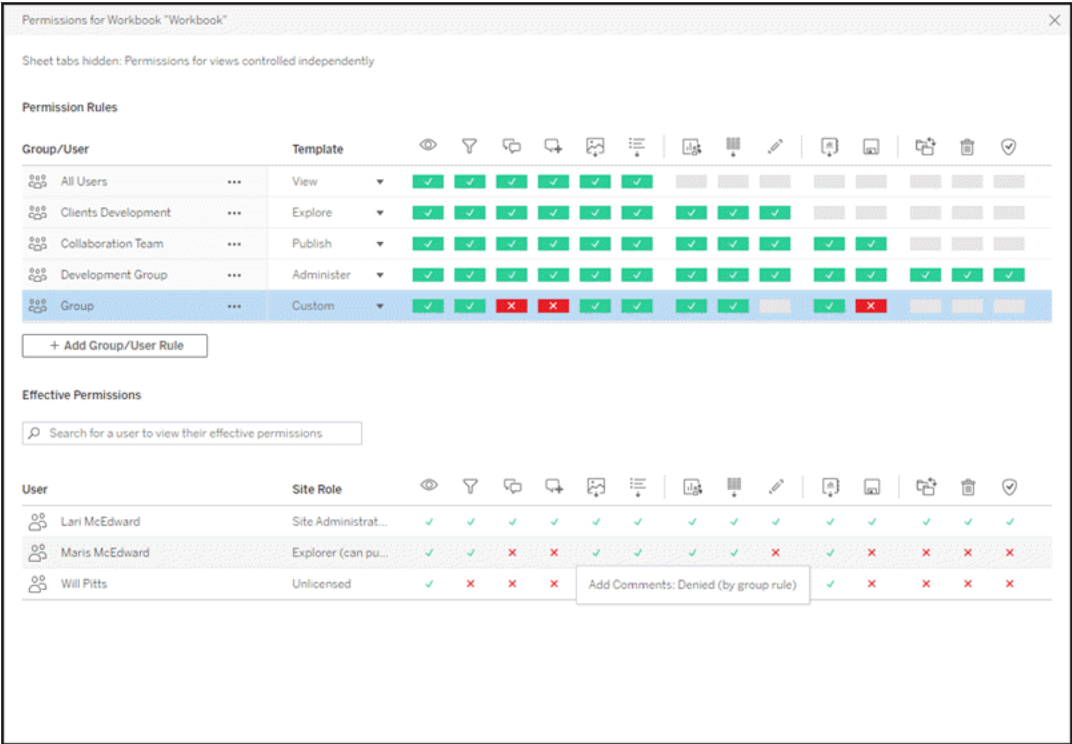 Permissions for Workbook "Workbook"
Sheet tabs hidden: Permissions for views controlled independently
Permission Rules
Group/User Template
All Users ... View
Clients Development ... Explore
Collaboration Team ... Publish
Development Group ... Administer
Group ... Custom
+ Add Group/User Rule
Effective Permissions
Search for a user to view their effective permissions
User Site Role
Lari McEdward Site Administrat...
Maris McEdward Explorer (can pu...
Will Pitts Unlicensed
Add Comments: Denied (by group rule)